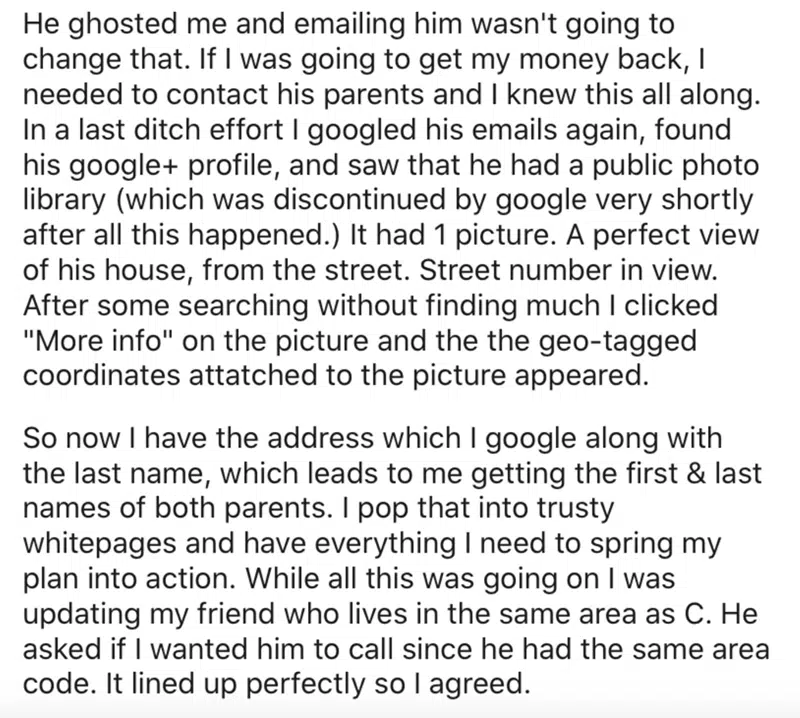 He ghosted me and emailing him wasn't going to
change that. If I was going to get my money back, I
needed to contact his parents and I knew this all along.
In a last ditch effort I googled his emails again, found
his google+ profile, and saw that he had a public photo
library (which was discontinued by google very shortly
after all this happened.) It had 1 picture. A perfect view
of his house, from the street. Street number in view.
After some searching without finding much I clicked
"More info" on the picture and the the geo-tagged
coordinates attatched to the picture appeared.
So now I have the address which I google along with
the last name, which leads to me getting the first & last
names of both parents. I pop that into trusty
whitepages and have everything I need to spring my
plan into action. While all this was going on I was
updating my friend who lives in the same area as C. He
asked if I wanted him to call since he had the same area
code. It lined up perfectly so I agreed.